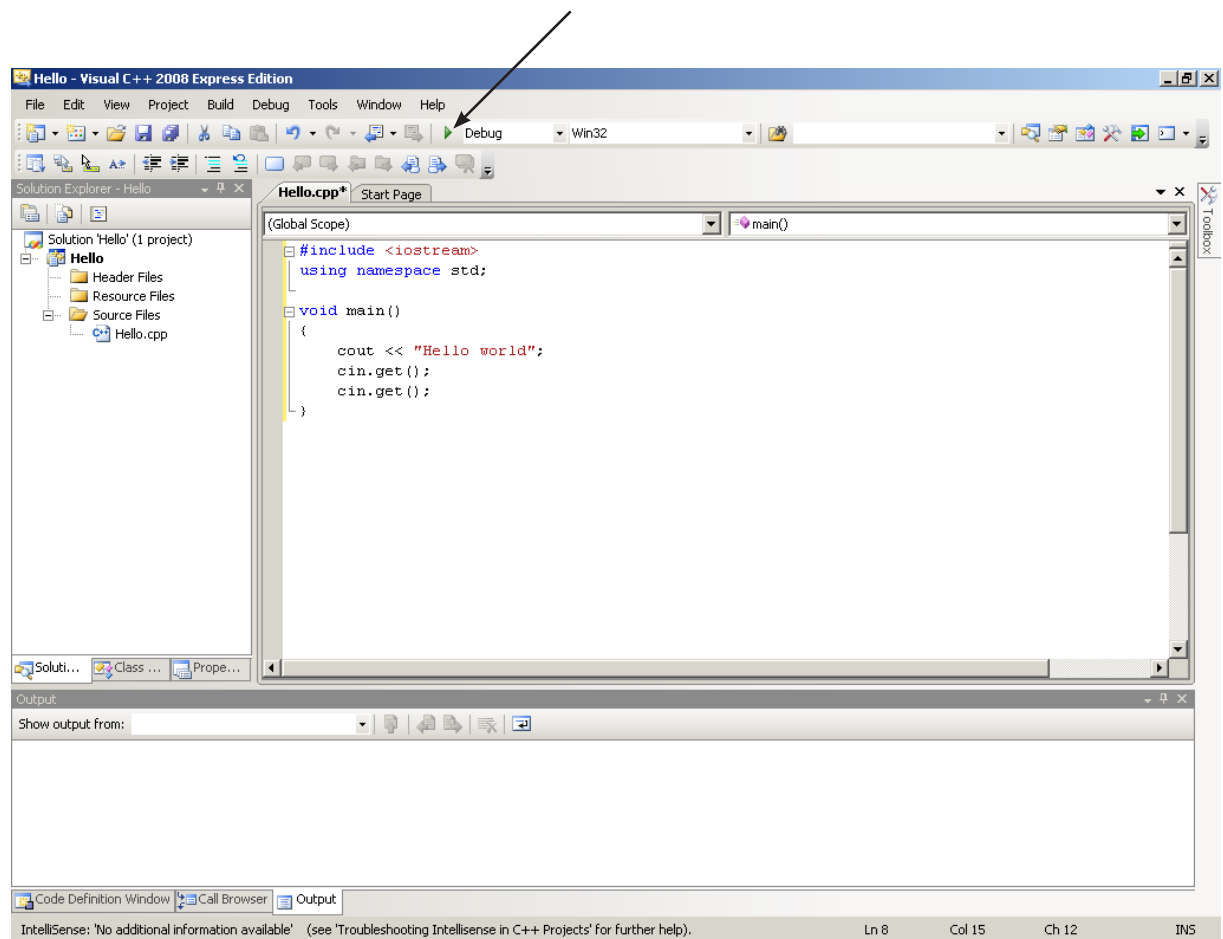 Hello - Visual C++ 2008 Express Edition
File Edit View Project Build Debug Tools Window Help
Debug Win32
Solution Explorer - Hello
Solution 'Hello' (1 project)
Hello
Header Files
Resource Files
Source Files
Hello.cpp
Soluti... Class ... Prope...
Hello.cpp* Start Page
(Global Scope) main()
#include <iostream>
using namespace std;
void main()
{
cout << "Hello world";
cin.get();
cin.get();
}
Toolbox
Output
Show output from:
Code Definition Window Call Browser Output
IntelliSense: 'No additional information available' (see 'Troubleshooting Intellisense in C++ Projects' for further help). Ln 8 Col 15 Ch 12 INS